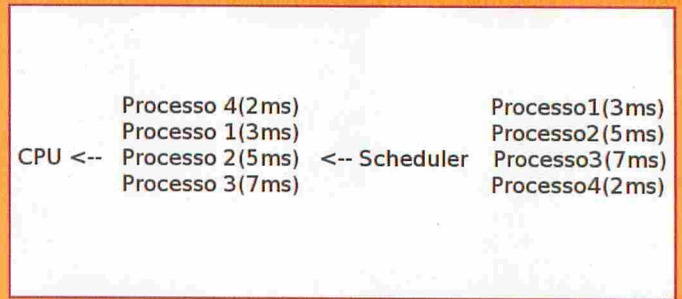 Processo 4(2ms)
Processo 1(3ms)
CPU <-- Processo 2(5ms) <-- Scheduler
Processo 3(7ms)
Processo1(3ms)
Processo2(5ms)
Processo3(7ms)
Processo4(2ms)